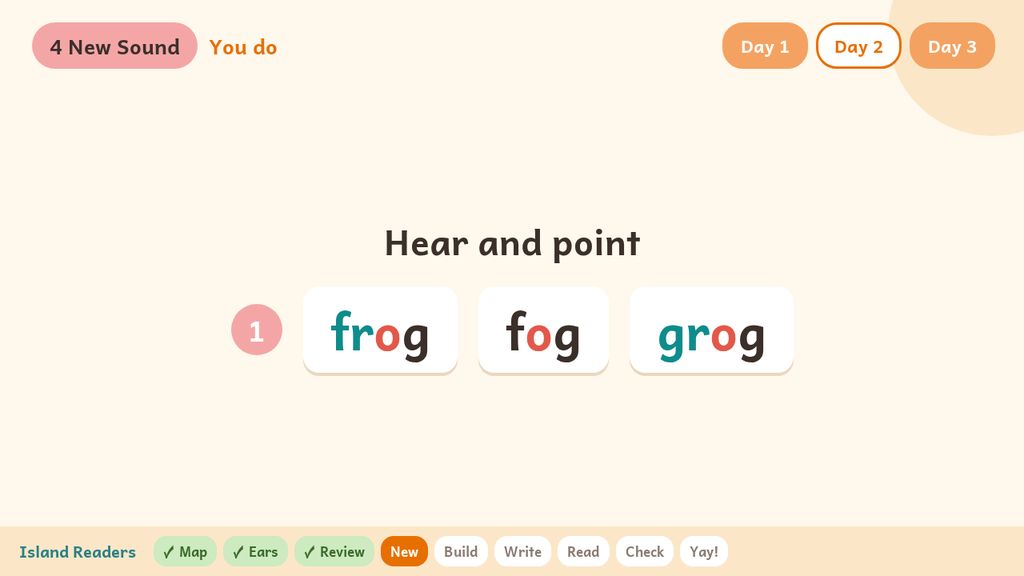 4 New Sound You do Day 1 Day 2 Day 3
Hear and point
1 frog fog grog
Island Readers ✓ Map ✓ Ears ✓ Review New Build Write Read Check Yay!